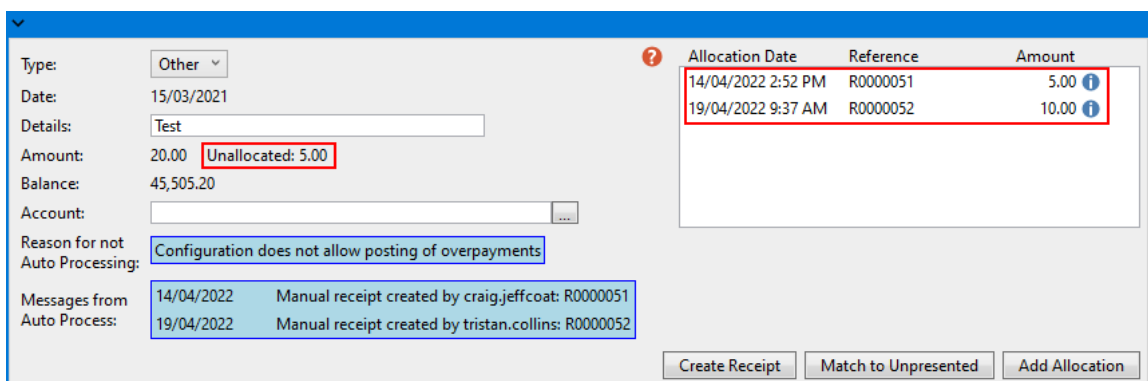 Type: Other
Date: 15/03/2021
Details: Test
Amount: 20.00 Unallocated: 5.00
Balance: 45,505.20
Account: ...
Reason for not
Auto Processing: Configuration does not allow posting of overpayments
Messages from
Auto Process:
14/04/2022 Manual receipt created by craig.jeffcoat: R0000051
19/04/2022 Manual receipt created by tristan.collins: R0000052
?
Allocation Date Reference Amount
14/04/2022 2:52 PM R0000051 5.00 i
19/04/2022 9:37 AM R0000052 10.00 i
Create Receipt Match to Unpresented Add Allocation